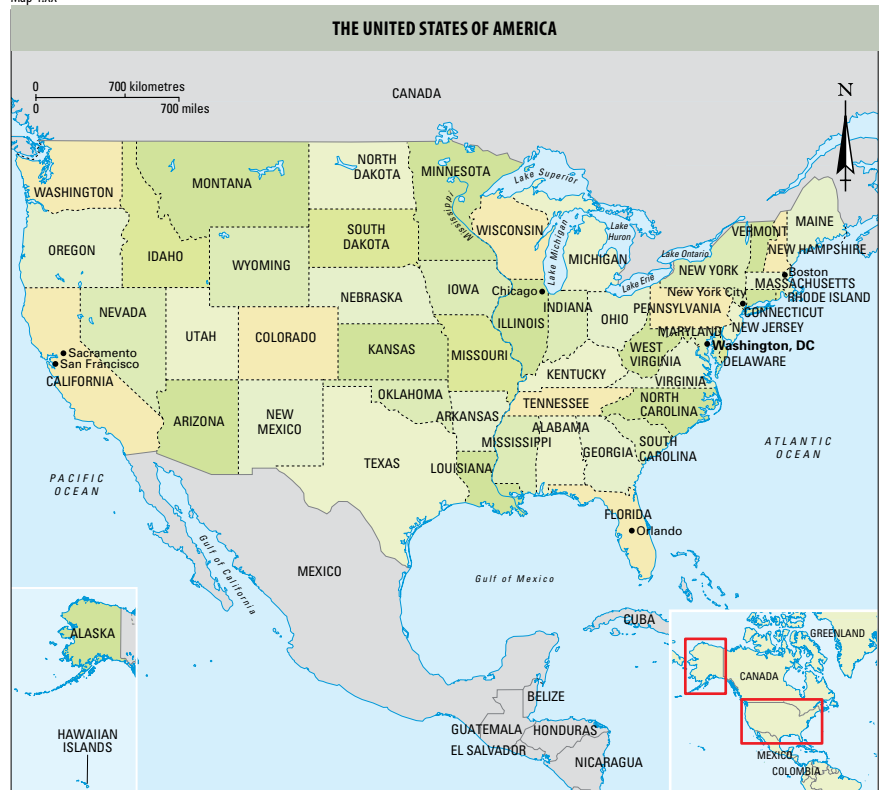 THE UNITED STATES OF AMERICA
0 700 kilometres
0 700 miles
CANADA
N
WASHINGTON
MONTANA
NORTH
DAKOTA
MINNESOTA
Lake Superior
OREGON
IDAHO
WYOMING
SOUTH
DAKOTA
Mississippi
WISCONSIN
Lake Michigan
Lake
Huron
MICHIGAN
Lake Ontario
Lake Erie
VERMONT
MAINE
NEW HAMPSHIRE
NEW YORK
Boston
MASSACHUSETTS
RHODE ISLAND
New York City
CONNECTICUT
PENNSYLVANIA
NEW JERSEY
NEVADA
UTAH
COLORADO
NEBRASKA
IOWA
Chicago
ILLINOIS
INDIANA
OHIO
MARYLAND
Washington, DC
DELAWARE
Sacramento
San Francisco
CALIFORNIA
KANSAS
MISSOURI
WEST
VIRGINIA
KENTUCKY
VIRGINIA
ARIZONA
NEW
MEXICO
OKLAHOMA
ARKANSAS
TENNESSEE
NORTH
CAROLINA
TEXAS
LOUISIANA
MISSISSIPPI
ALABAMA
GEORGIA
SOUTH
CAROLINA
ATLANTIC
OCEAN
PACIFIC
OCEAN
FLORIDA
Orlando
Gulf of California
MEXICO
Gulf of Mexico
CUBA
BELIZE
GUATEMALA
HONDURAS
EL SALVADOR
NICARAGUA
ALASKA
HAWAIIAN
ISLANDS
GREENLAND
CANADA
MEXICO
COLOMBIA